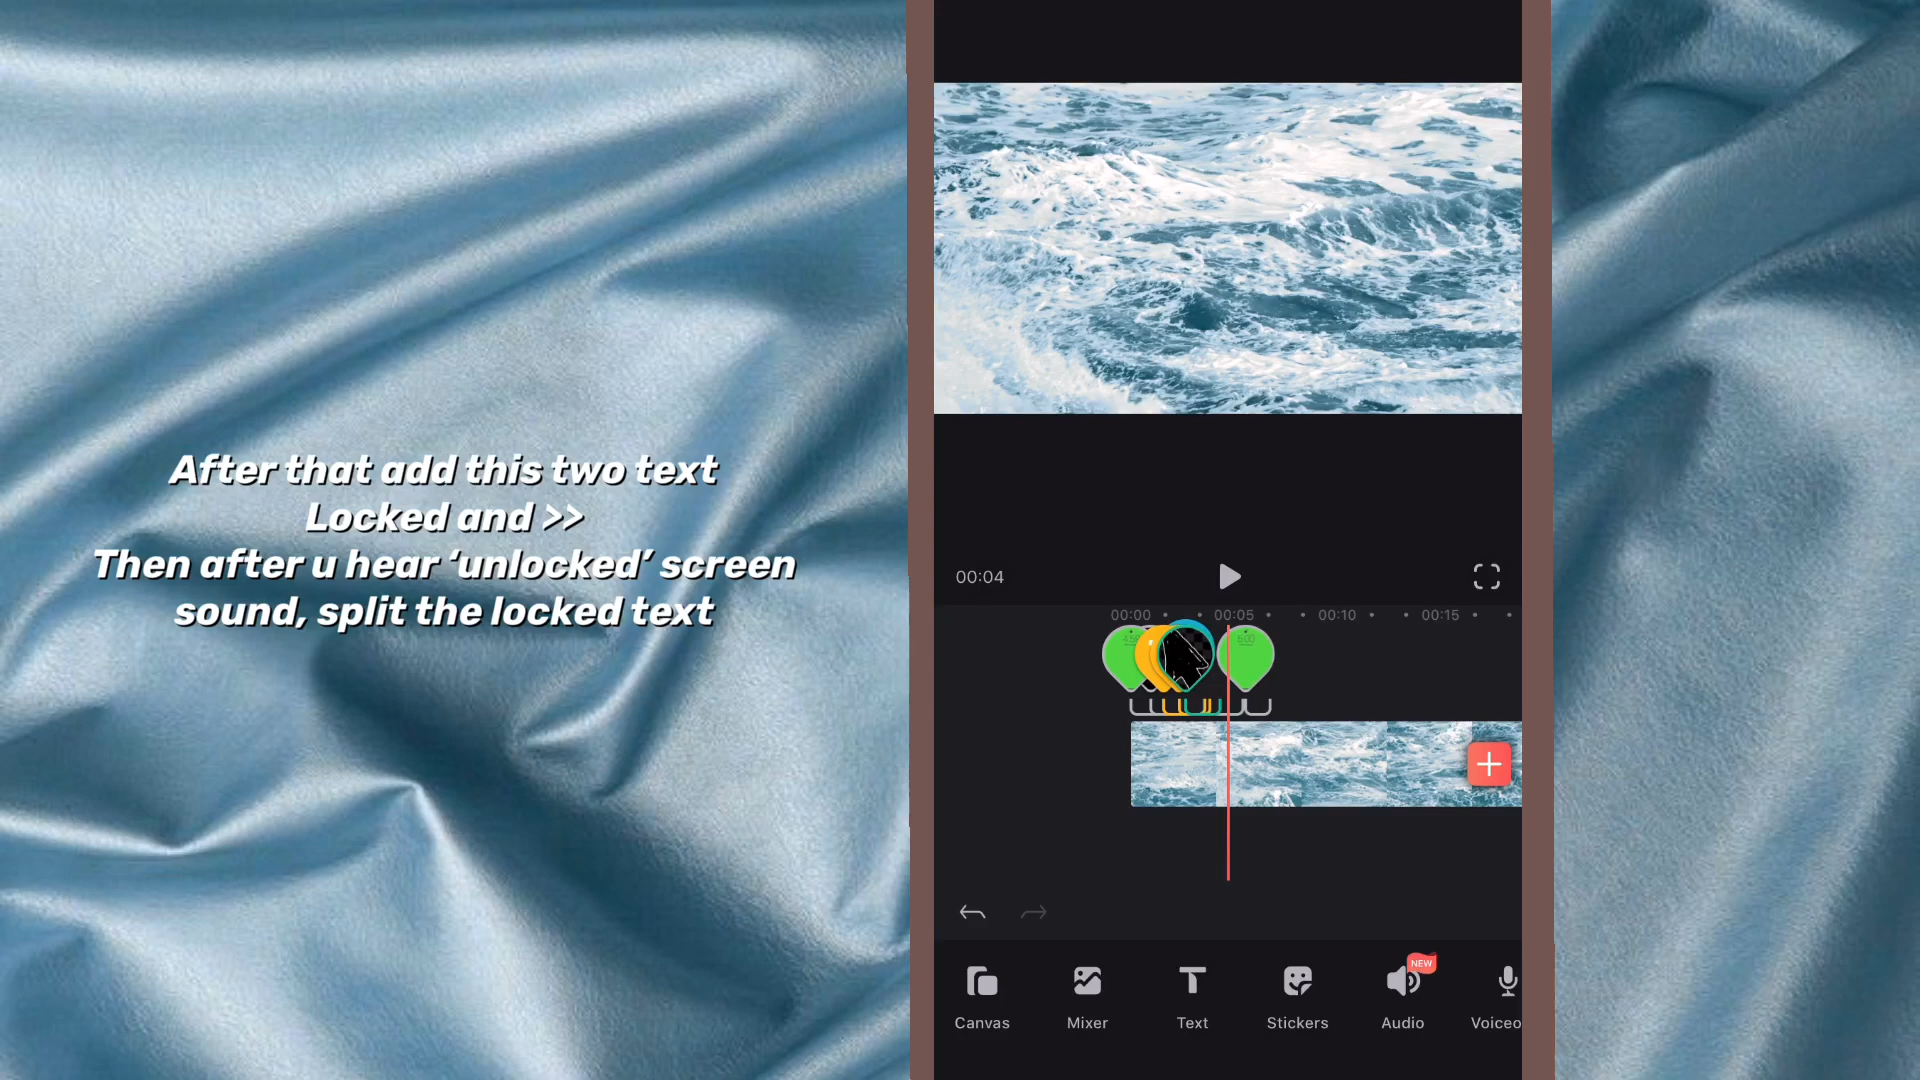 After that add this two text
Locked and >>
Then after u hear ‘unlocked’ screen
sound, split the locked text
00:04
00:00 00:05 00:10 00:15
NEW
Canvas Mixer Text Stickers Audio Voiceo